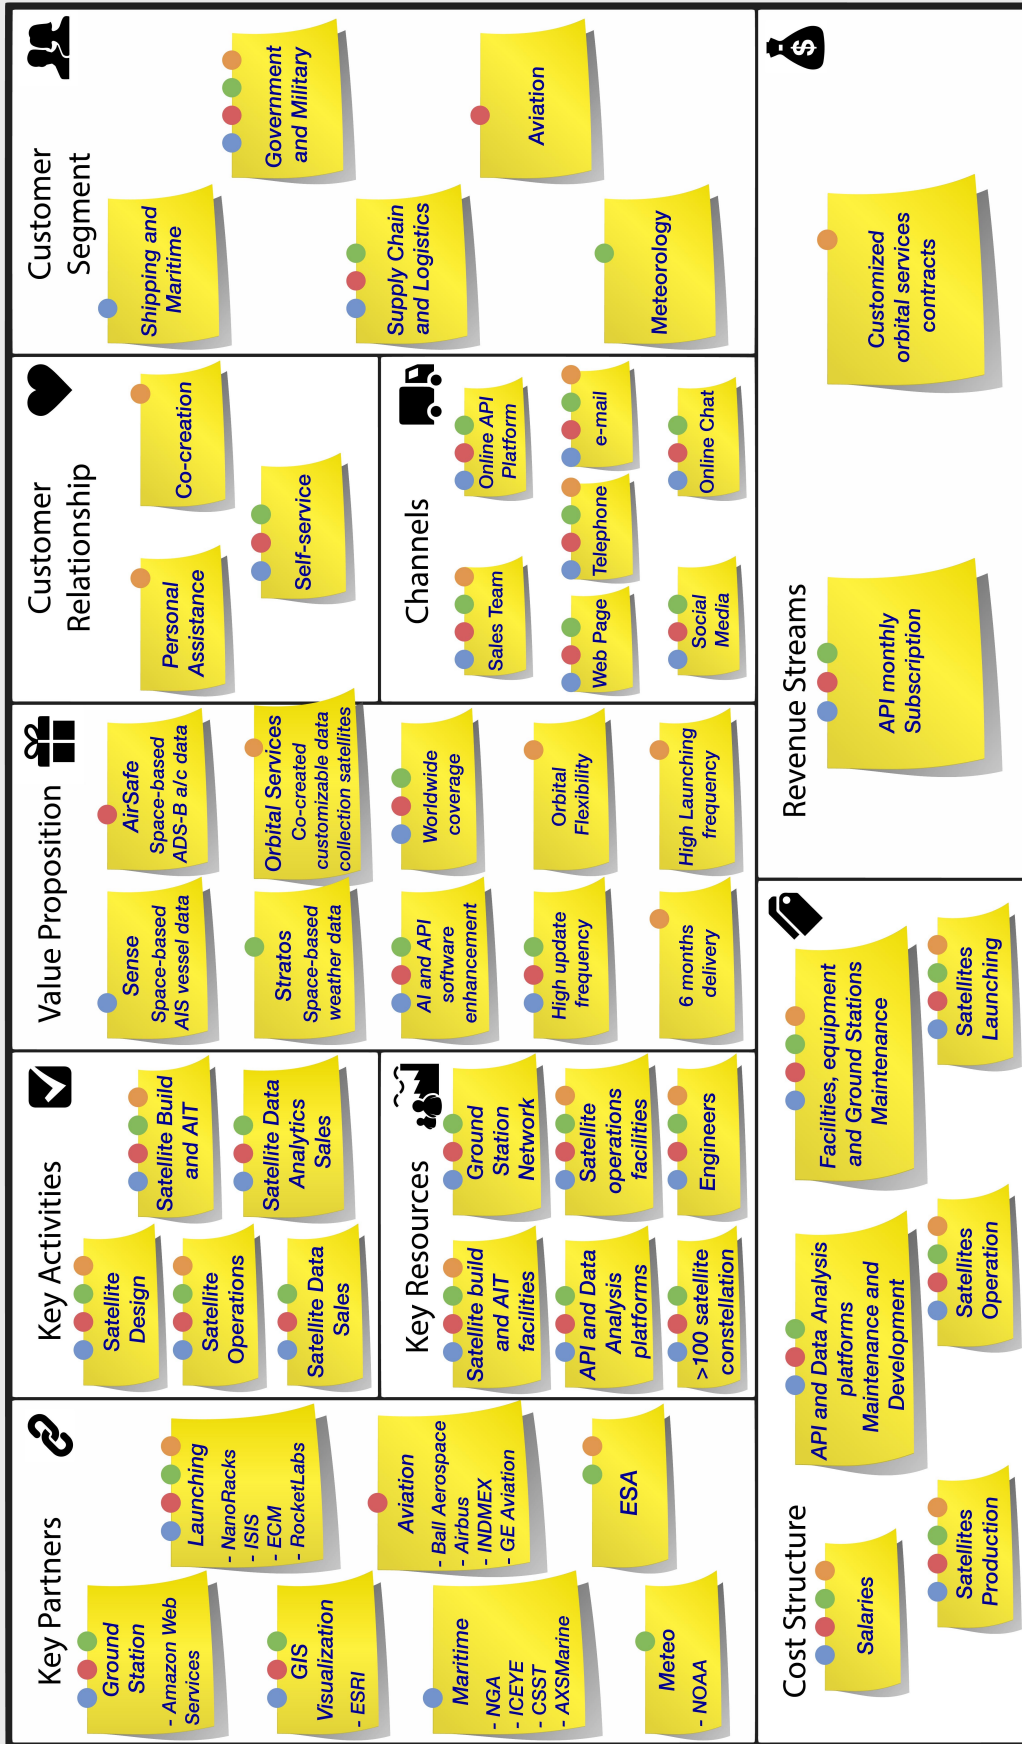 Key Partners
Ground
Station
- Amazon Web
Services
Launching
- NanoRacks
- ISIS
- ECM
- RocketLabs
GIS
Visualization
- ESRI
Aviation
- Ball Aerospace
- Airbus
- INDMEX
- GE Aviation
Maritime
- NGA
- ICEYE
- CSST
- AXSMarine
ESA
Meteo
- NOAA
Key Activities
Satellite
Design
Satellite Build
and AIT
Satellite
Operations
Satellite Data
Analytics
Sales
Satellite Data
Sales
Key Resources
Satellite build
and AIT
facilities
Ground
Station
Network
API and Data
Analysis
platforms
Satellite
operations
facilities
>100 satellite
constellation
Engineers
Value Proposition
Sense
Space-based
AIS vessel data
AirSafe
Space-based
ADS-B a/c data
Stratos
Space-based
weather data
Orbital Services
Co-created
customizable data
collection satellites
AI and API
software
enhancement
Worldwide
coverage
High update
frequency
Orbital
Flexibility
6 months
delivery
High Launching
frequency
Customer
Relationship
Personal
Assistance
Co-creation
Self-service
Channels
Sales Team
Online API
Platform
Web Page
Telephone
e-mail
Social
Media
Online Chat
Customer
Segment
Shipping and
Maritime
Government
and Military
Supply Chain
and Logistics
Aviation
Meteorology
Cost Structure
Salaries
API and Data Analysis
platforms
Maintenance and
Development
Facilities, equipment
and Ground Stations
Maintenance
Satellites
Production
Satellites
Operation
Satellites
Launching
Revenue Streams
API monthly
Subscription
Customized
orbital services
contracts
$